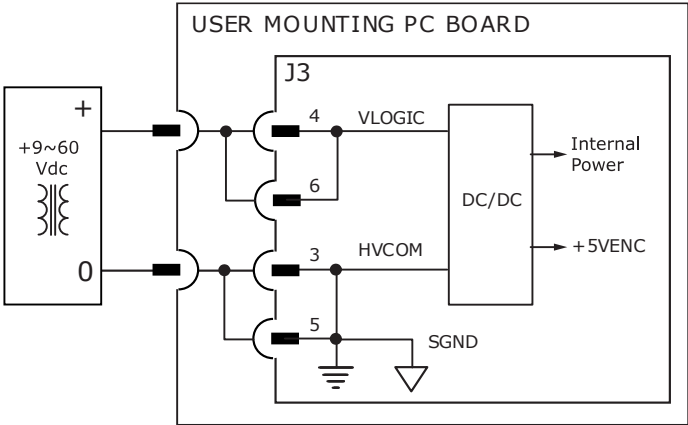 USER MOUNTING PC BOARD
J3
+
+9~60
Vdc
0
4
VLOGIC
6
3
HVCOM
5
SGND
DC/DC
Internal
Power
+5VENC